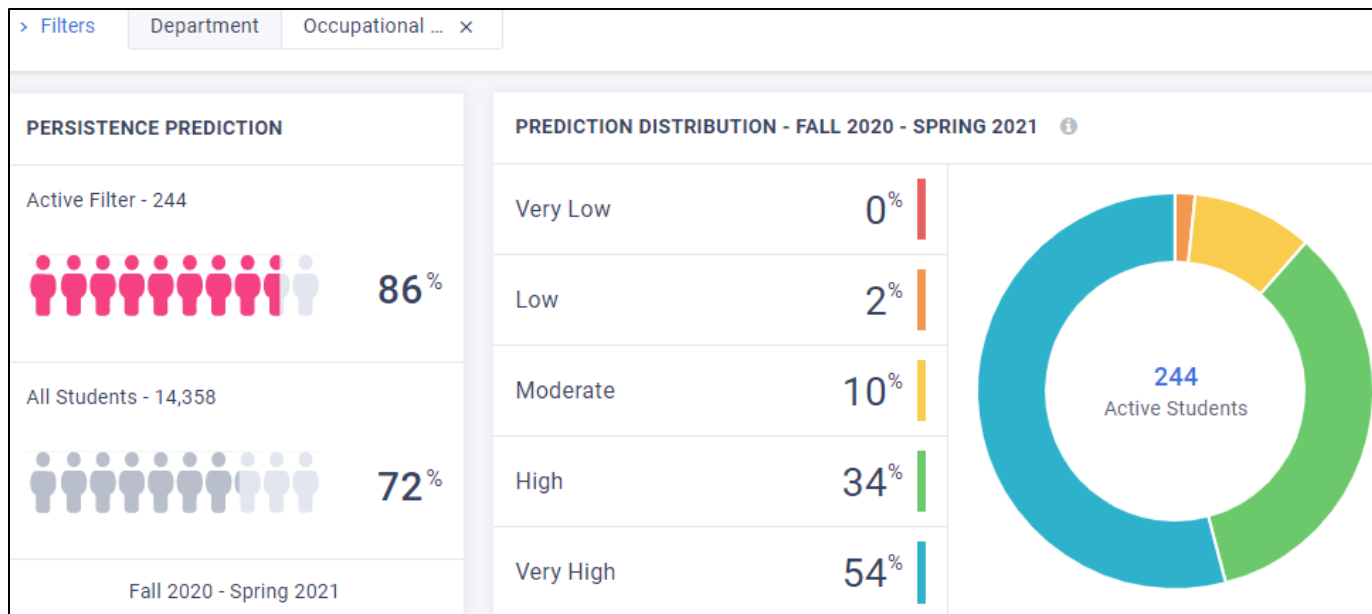 › Filters Department Occupational ... ×
PERSISTENCE PREDICTION
Active Filter - 244
86%
All Students - 14,358
72%
Fall 2020 - Spring 2021
PREDICTION DISTRIBUTION - FALL 2020 - SPRING 2021
Very Low 0%
Low 2%
Moderate 10%
High 34%
Very High 54%
244
Active Students